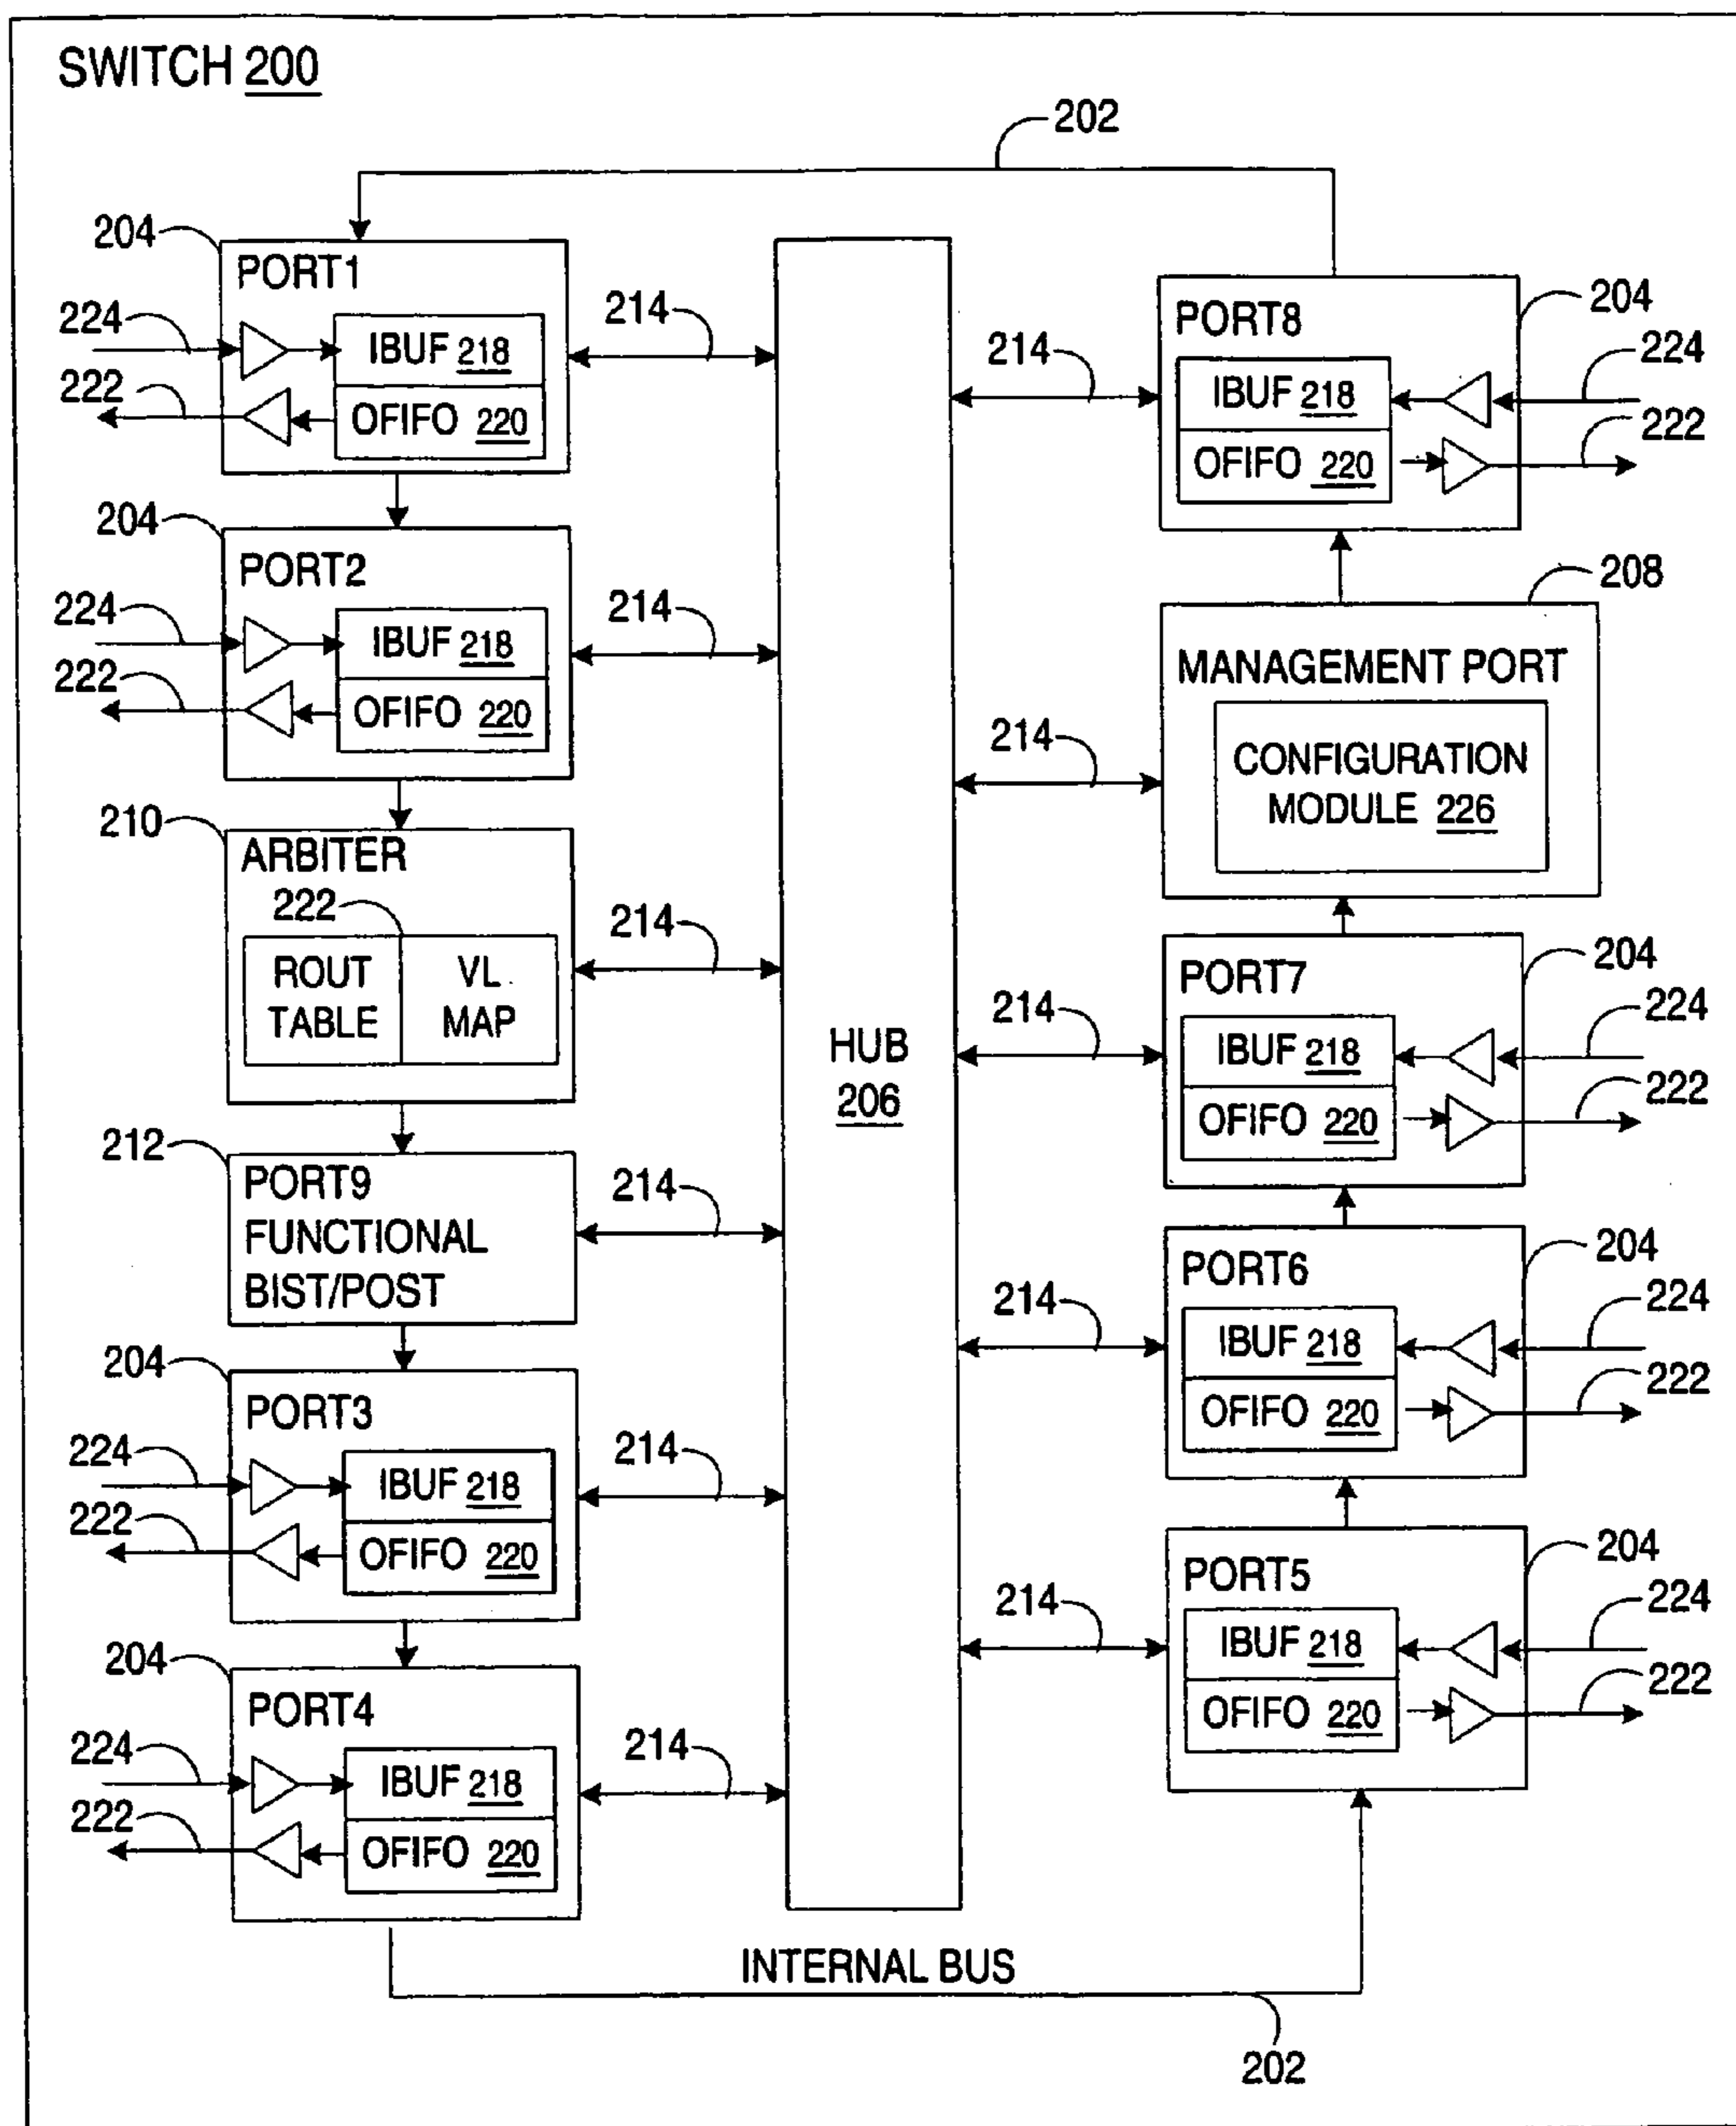 SWITCH 200
202
204
PORT1
224
IBUF 218
222
OFIFO 220
214
204
PORT2
224
IBUF 218
222
OFIFO 220
214
210
ARBITER
222
ROUT TABLE
VL MAP
214
212
PORT9
FUNCTIONAL
BIST/POST
214
204
PORT3
224
IBUF 218
222
OFIFO 220
214
204
PORT4
224
IBUF 218
222
OFIFO 220
214
HUB
206
204
PORT8
214
IBUF 218
224
OFIFO 220
222
208
MANAGEMENT PORT
214
CONFIGURATION
MODULE 226
204
PORT7
214
IBUF 218
224
OFIFO 220
222
204
PORT6
214
IBUF 218
224
OFIFO 220
222
204
PORT5
214
IBUF 218
224
OFIFO 220
222
INTERNAL BUS
202